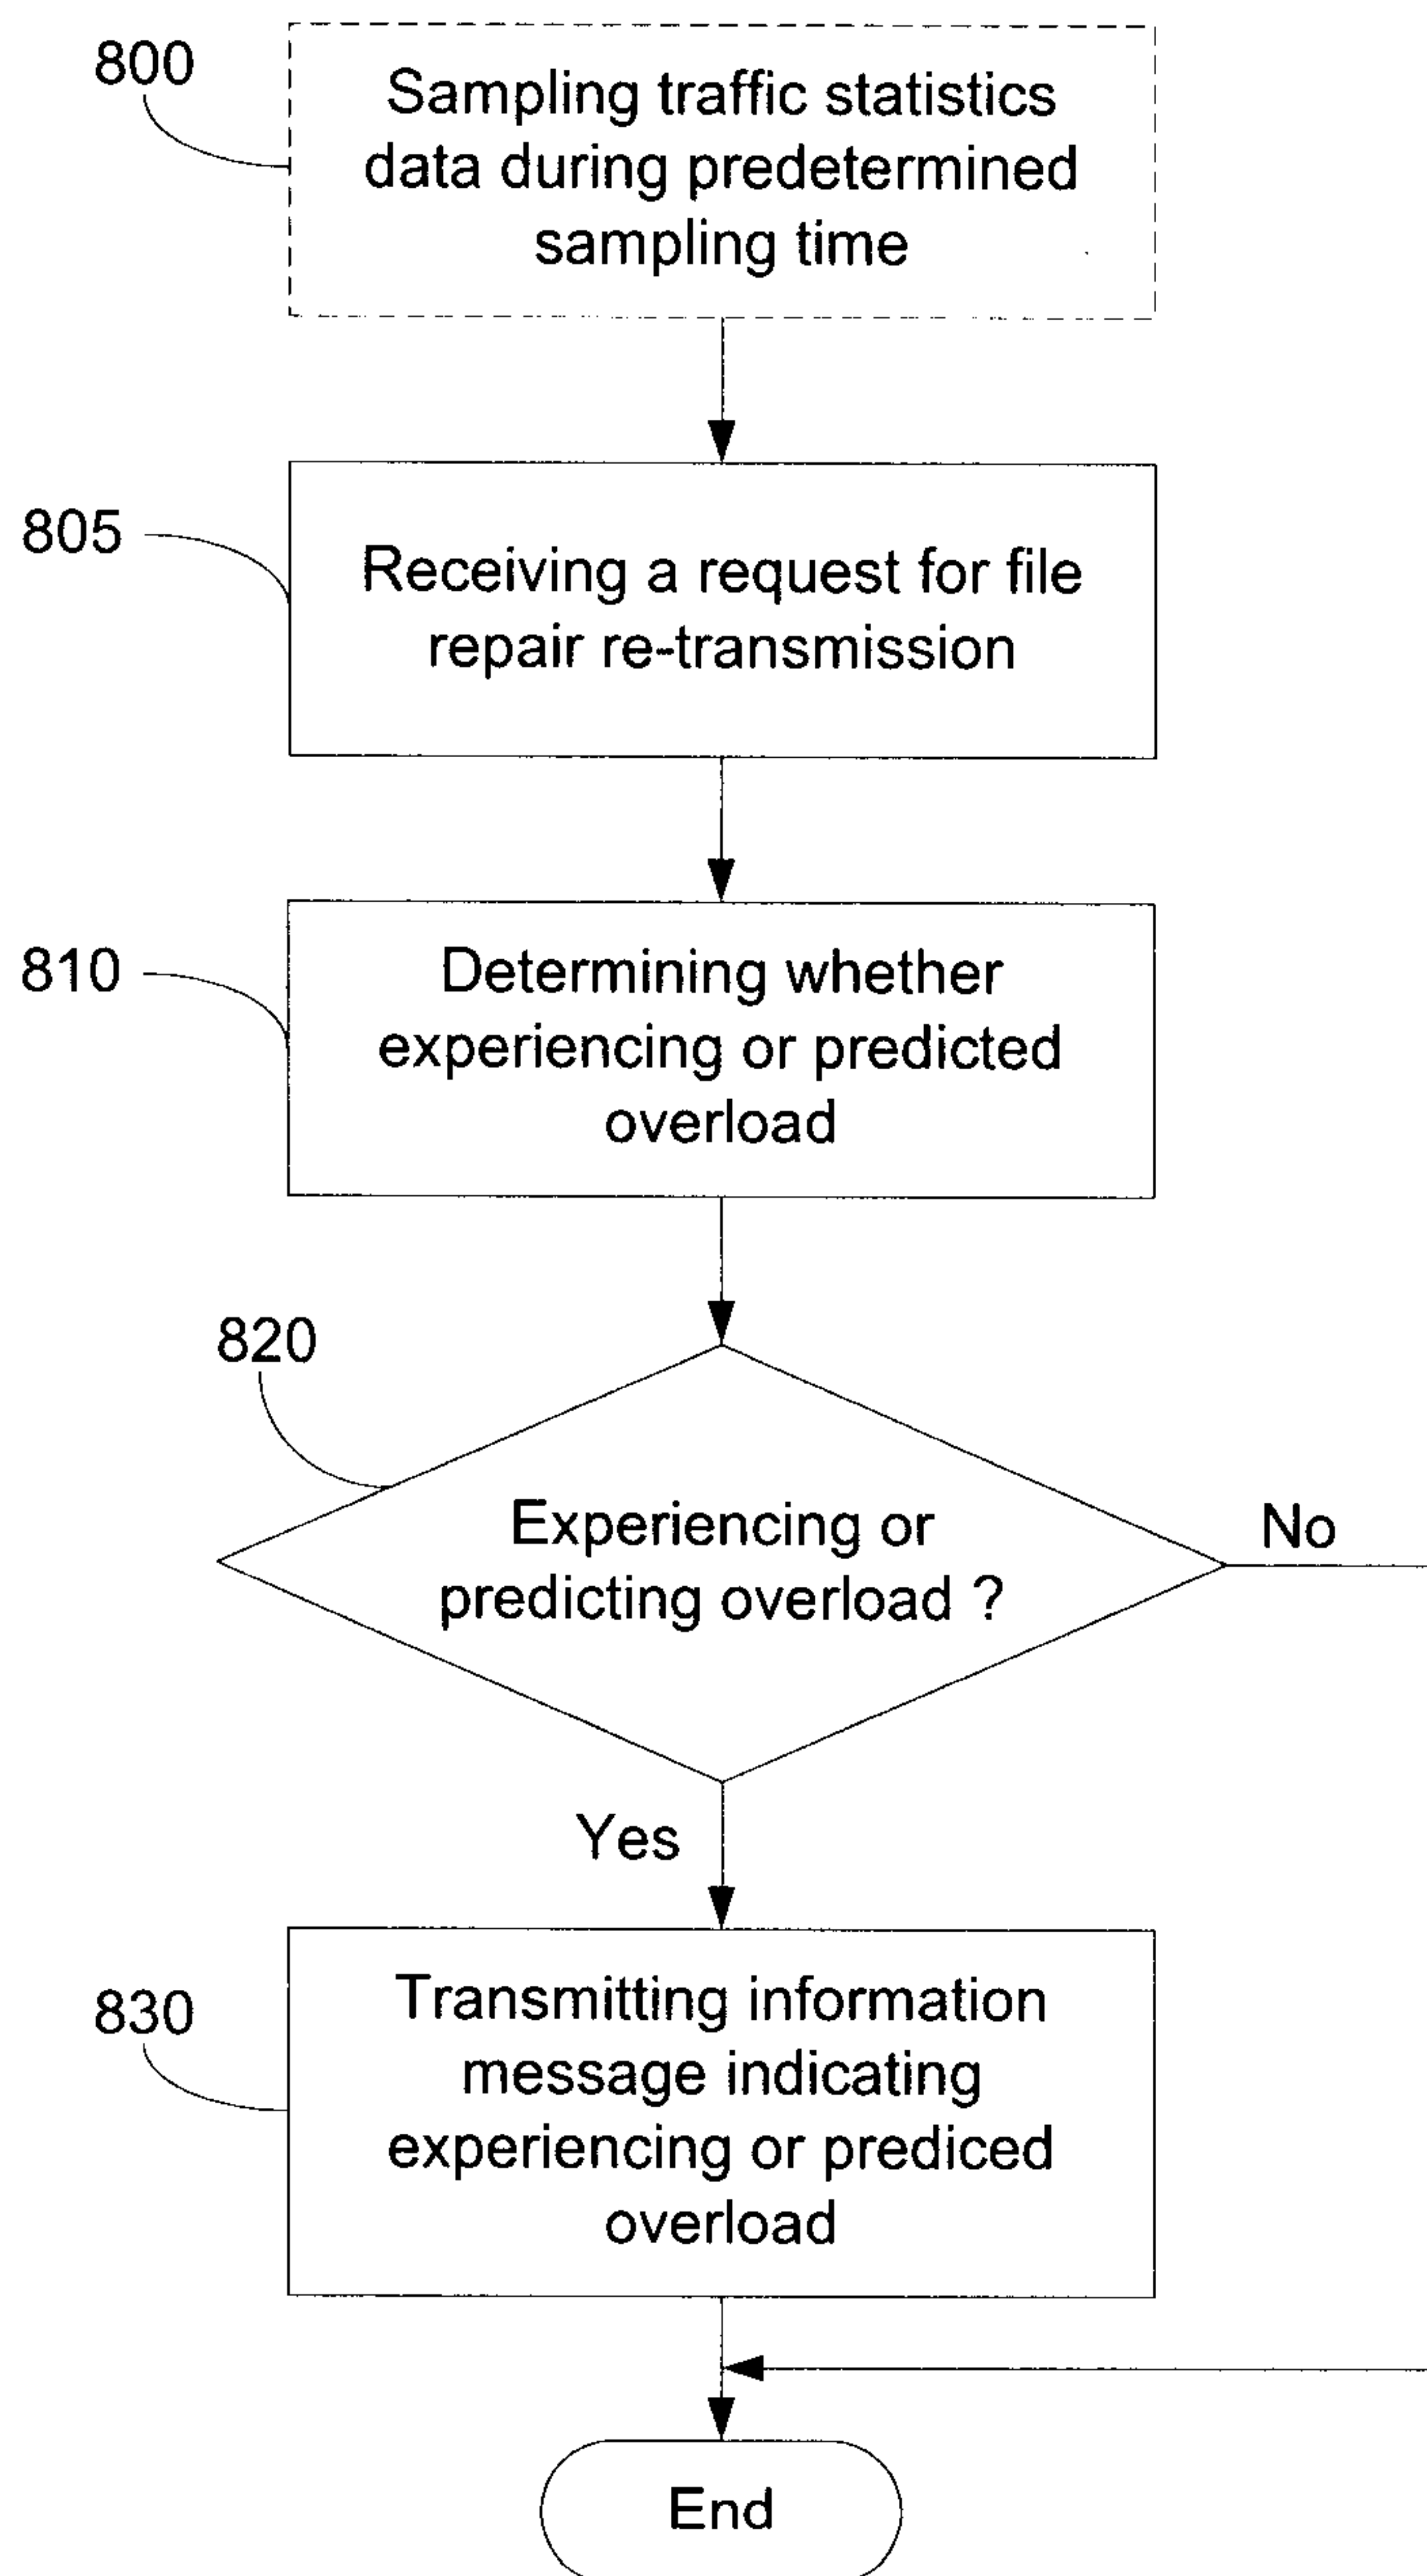 800
Sampling traffic statistics
data during predetermined
sampling time
805
Receiving a request for file
repair re-transmission
810
Determining whether
experiencing or predicted
overload
820
Experiencing or
predicting overload ?
No
Yes
830
Transmitting information
message indicating
experiencing or prediced
overload
End